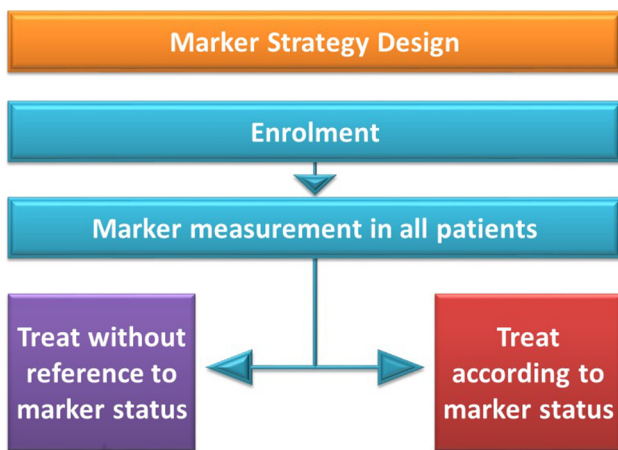 Marker Strategy Design
Enrolment
Marker measurement in all patients
Treat without
reference to
marker status
Treat
according to
marker status